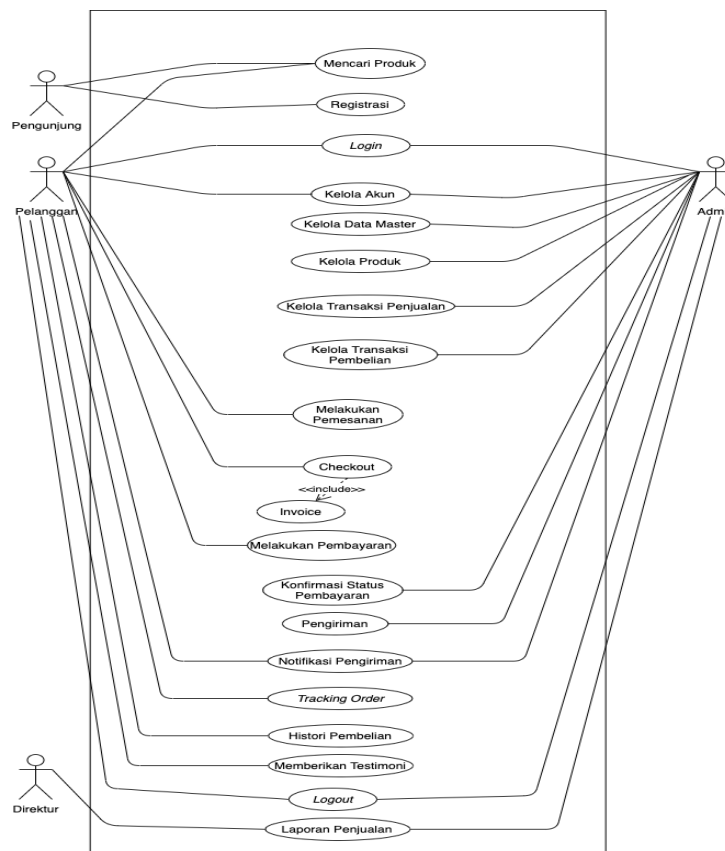 Mencari Produk
Registrasi
Pengunjung
Login
Kelola Akun
Pelanggan
Adm
Kelola Data Master
Kelola Produk
Kelola Transaksi Penjualan
Kelola Transaksi
Pembelian
Melakukan
Pemesanan
Checkout
<<include>>
Invoice
Melakukan Pembayaran
Konfirmasi Status
Pembayaran
Pengiriman
Notifikasi Pengiriman
Tracking Order
Histori Pembelian
Memberikan Testimoni
Logout
Direktur
Laporan Penjualan